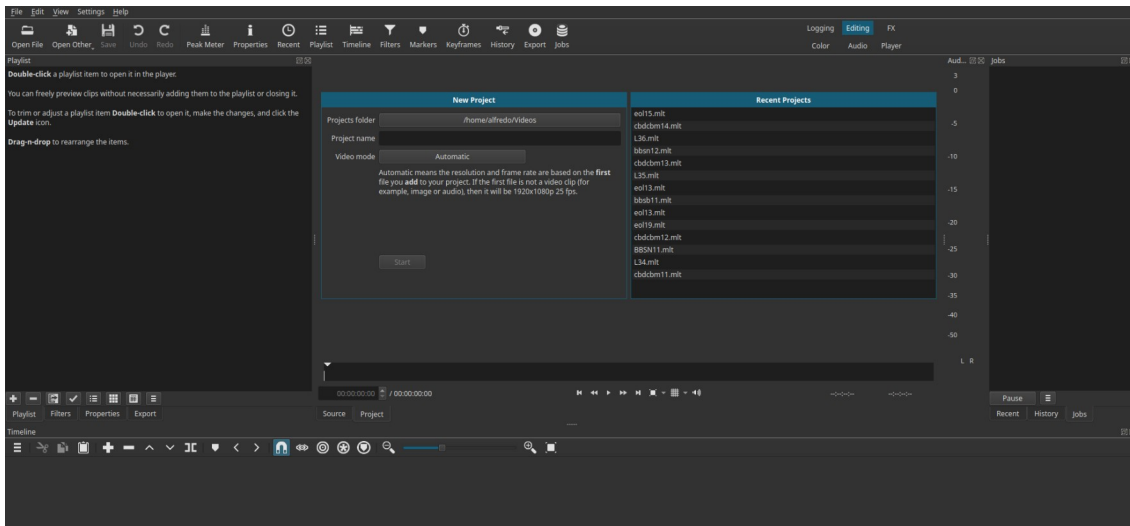 File Edit View Settings Help
Open File Open Other Save Undo Redo Peak Meter Properties Recent Playlist Timeline Filters Markers Keyframes History Export Jobs
Logging Editing FX
Color Audio Player
Playlist
Double-click a playlist item to open it in the player.
You can freely preview clips without necessarily adding them to the playlist or closing it.
To trim or adjust a playlist item Double-click to open it, make the changes, and click the
Update icon.
Drag-n-drop to rearrange the items.
New Project
Projects folder /home/alfredo/Videos
Project name
Video mode Automatic
Automatic means the resolution and frame rate are based on the first
file you add to your project. If the first file is not a video clip (for
example, image or audio), then it will be 1920x1080p 25 fps.
Start
Recent Projects
eol15.mlt
cbdcbm14.mlt
L36.mlt
bbsn12.mlt
cbdcbm13.mlt
L35.mlt
eol13.mlt
bbsb11.mlt
eol13.mlt
eol19.mlt
cbdcbm12.mlt
BBSN11.mlt
L34.mlt
cbdcbm11.mlt
Aud...
3
0
-5
-10
-15
-20
-25
-30
-35
-40
-50
L R
Jobs
00:00:00:00 / 00:00:00:00
--:--:--:-- --:--:--:--
Pause
Playlist Filters Properties Export
Source Project
Recent History Jobs
Timeline